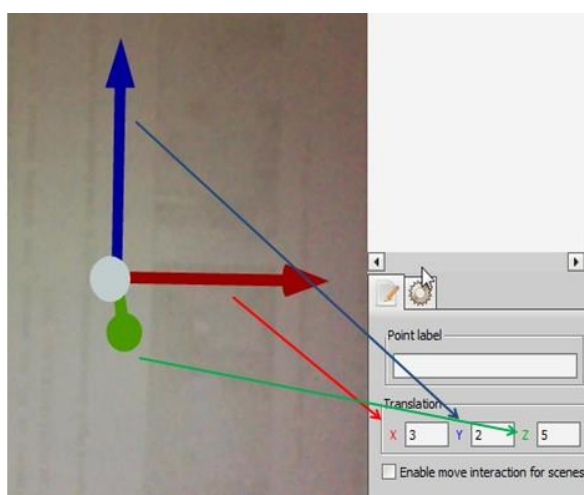 Point label
Translation
X 3 Y 2 Z 5
Enable move interaction for scenes